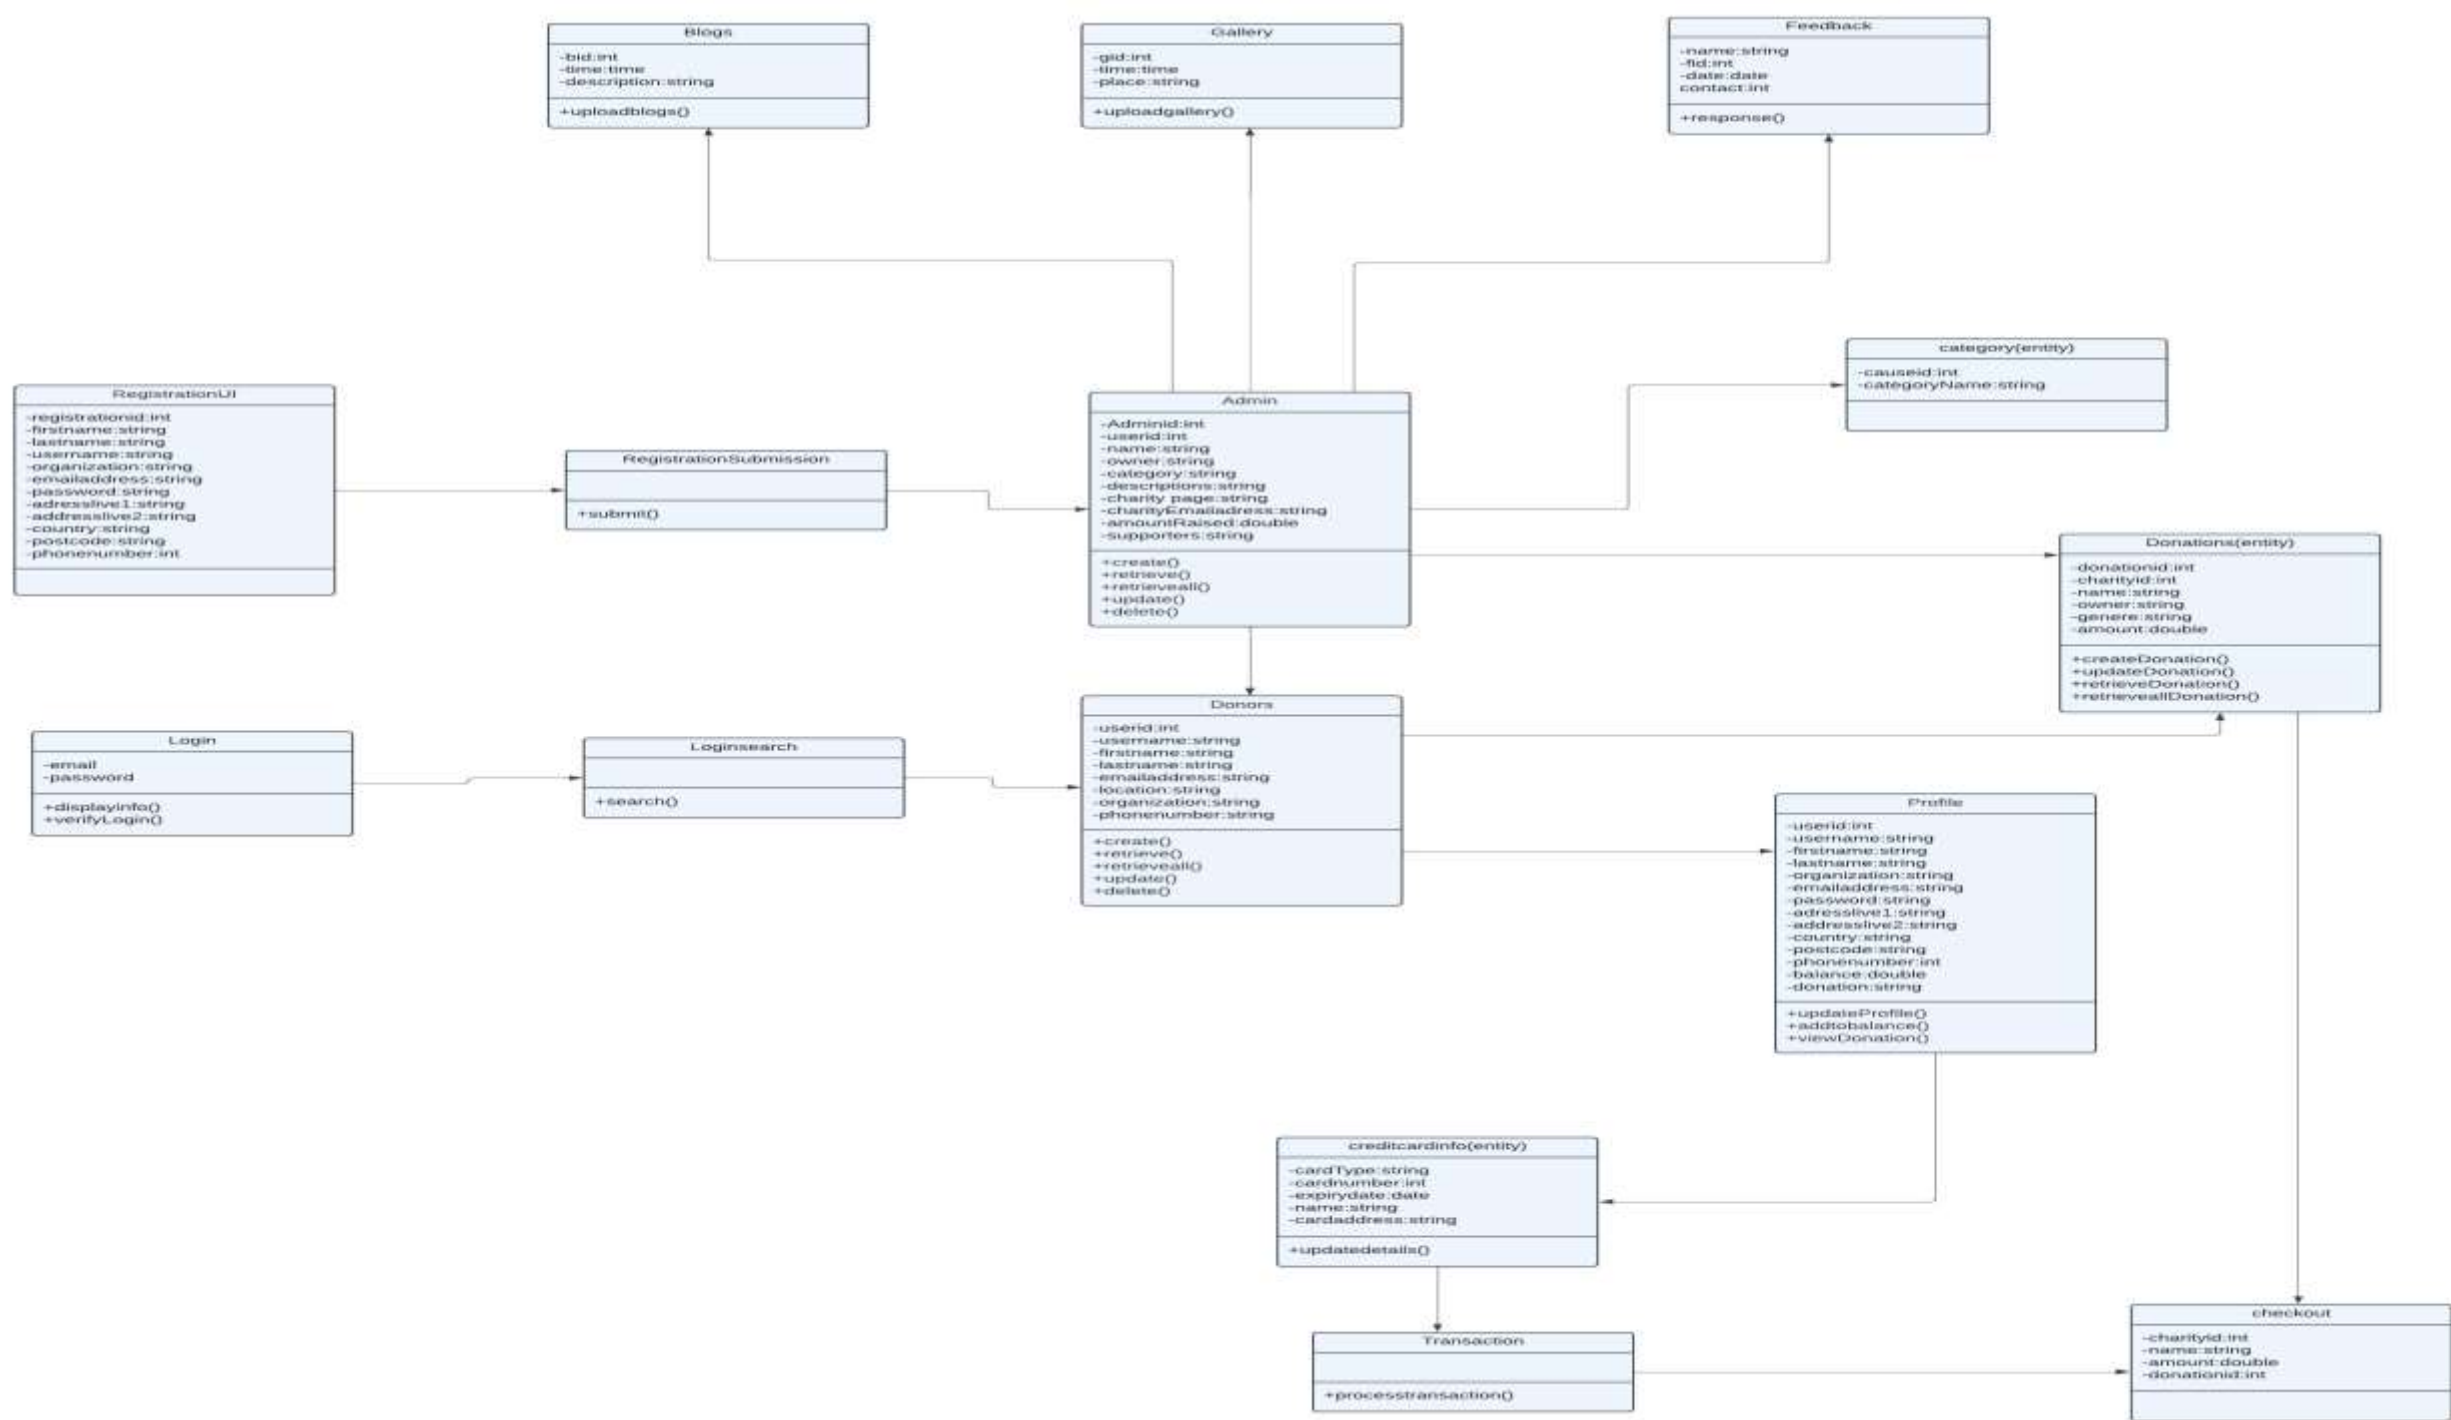 Blogs
-bid:int
-time:time
-description:string
+uploadblogs()
Gallery
-gid:int
-time:time
-place:string
+uploadgallery()
Feedback
-name:string
-fid:int
-date:date
contact:int
+response()
category(entity)
-causeid:int
-categoryName:string
RegistrationUI
-registrationid:int
-firstname:string
-lastname:string
-username:string
-organization:string
-emailaddress:string
-password:string
-adresslive1:string
-addresslive2:string
-country:string
-postcode:string
-phonenumber:int
RegistrationSubmission
+submit()
Admin
-Adminid:int
-userid:int
-name:string
-owner:string
-category:string
-descriptions:string
-charity page:string
-charityEmailadress:string
-amountRaised:double
-supporters:string
+create()
+retrieve()
+retrieveall()
+update()
+delete()
Donations(entity)
-donationid:int
-charityid:int
-name:string
-owner:string
-genere:string
-amount:double
+createDonation()
+updateDonation()
+retrieveDonation()
+retrieveallDonation()
Login
-email
-password
+displayinfo()
+verifyLogin()
Loginsearch
+search()
Donors
-userid:int
-username:string
-firstname:string
-lastname:string
-emailaddress:string
-location:string
-organization:string
-phonenumber:string
+create()
+retrieve()
+retrieveall()
+update()
+delete()
Profile
-userid:int
-username:string
-firstname:string
-lastname:string
-organization:string
-emailaddress:string
-password:string
-adresslive1:string
-addresslive2:string
-country:string
-postcode:string
-phonenumber:int
-balance:double
-donation:string
+updateProfile()
+addtobalance()
+viewDonation()
creditcardinfo(entity)
-cardType:string
-cardnumber:int
-expirydate:date
-name:string
-cardaddress:string
+updatedetails()
Transaction
+processtransaction()
checkout
-charityid:int
-name:string
-amount:double
-donationid:int